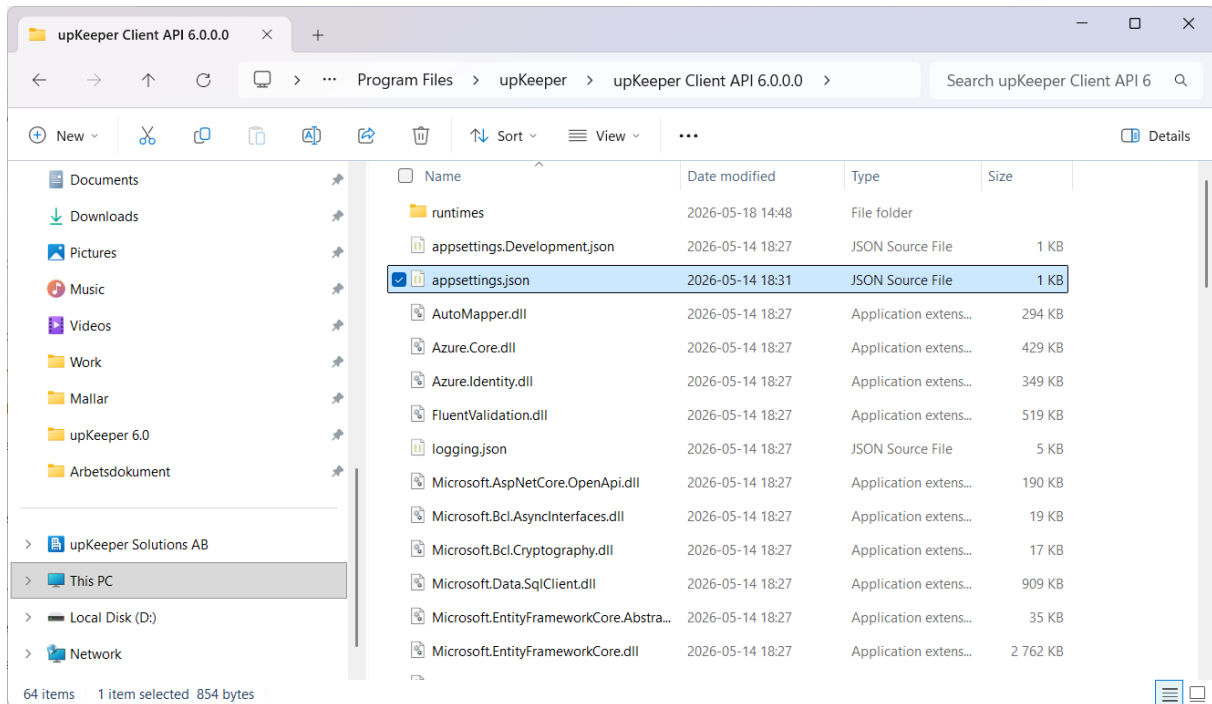 upKeeper Client API 6.0.0.0
Program Files > upKeeper > upKeeper Client API 6.0.0.0 >
Search upKeeper Client API 6
New
Sort
View
Details
Documents
Downloads
Pictures
Music
Videos
Work
Mallar
upKeeper 6.0
Arbetsdokument
upKeeper Solutions AB
This PC
Local Disk (D:)
Network
Name Date modified Type Size
runtimes 2026-05-18 14:48 File folder
appsettings.Development.json 2026-05-14 18:27 JSON Source File 1 KB
appsettings.json 2026-05-14 18:31 JSON Source File 1 KB
AutoMapper.dll 2026-05-14 18:27 Application extens... 294 KB
Azure.Core.dll 2026-05-14 18:27 Application extens... 429 KB
Azure.Identity.dll 2026-05-14 18:27 Application extens... 349 KB
FluentValidation.dll 2026-05-14 18:27 Application extens... 519 KB
logging.json 2026-05-14 18:27 JSON Source File 5 KB
Microsoft.AspNetCore.OpenApi.dll 2026-05-14 18:27 Application extens... 190 KB
Microsoft.Bcl.AsyncInterfaces.dll 2026-05-14 18:27 Application extens... 19 KB
Microsoft.Bcl.Cryptography.dll 2026-05-14 18:27 Application extens... 17 KB
Microsoft.Data.SqlClient.dll 2026-05-14 18:27 Application extens... 909 KB
Microsoft.EntityFrameworkCore.Abstra... 2026-05-14 18:27 Application extens... 35 KB
Microsoft.EntityFrameworkCore.dll 2026-05-14 18:27 Application extens... 2 762 KB
64 items 1 item selected 854 bytes